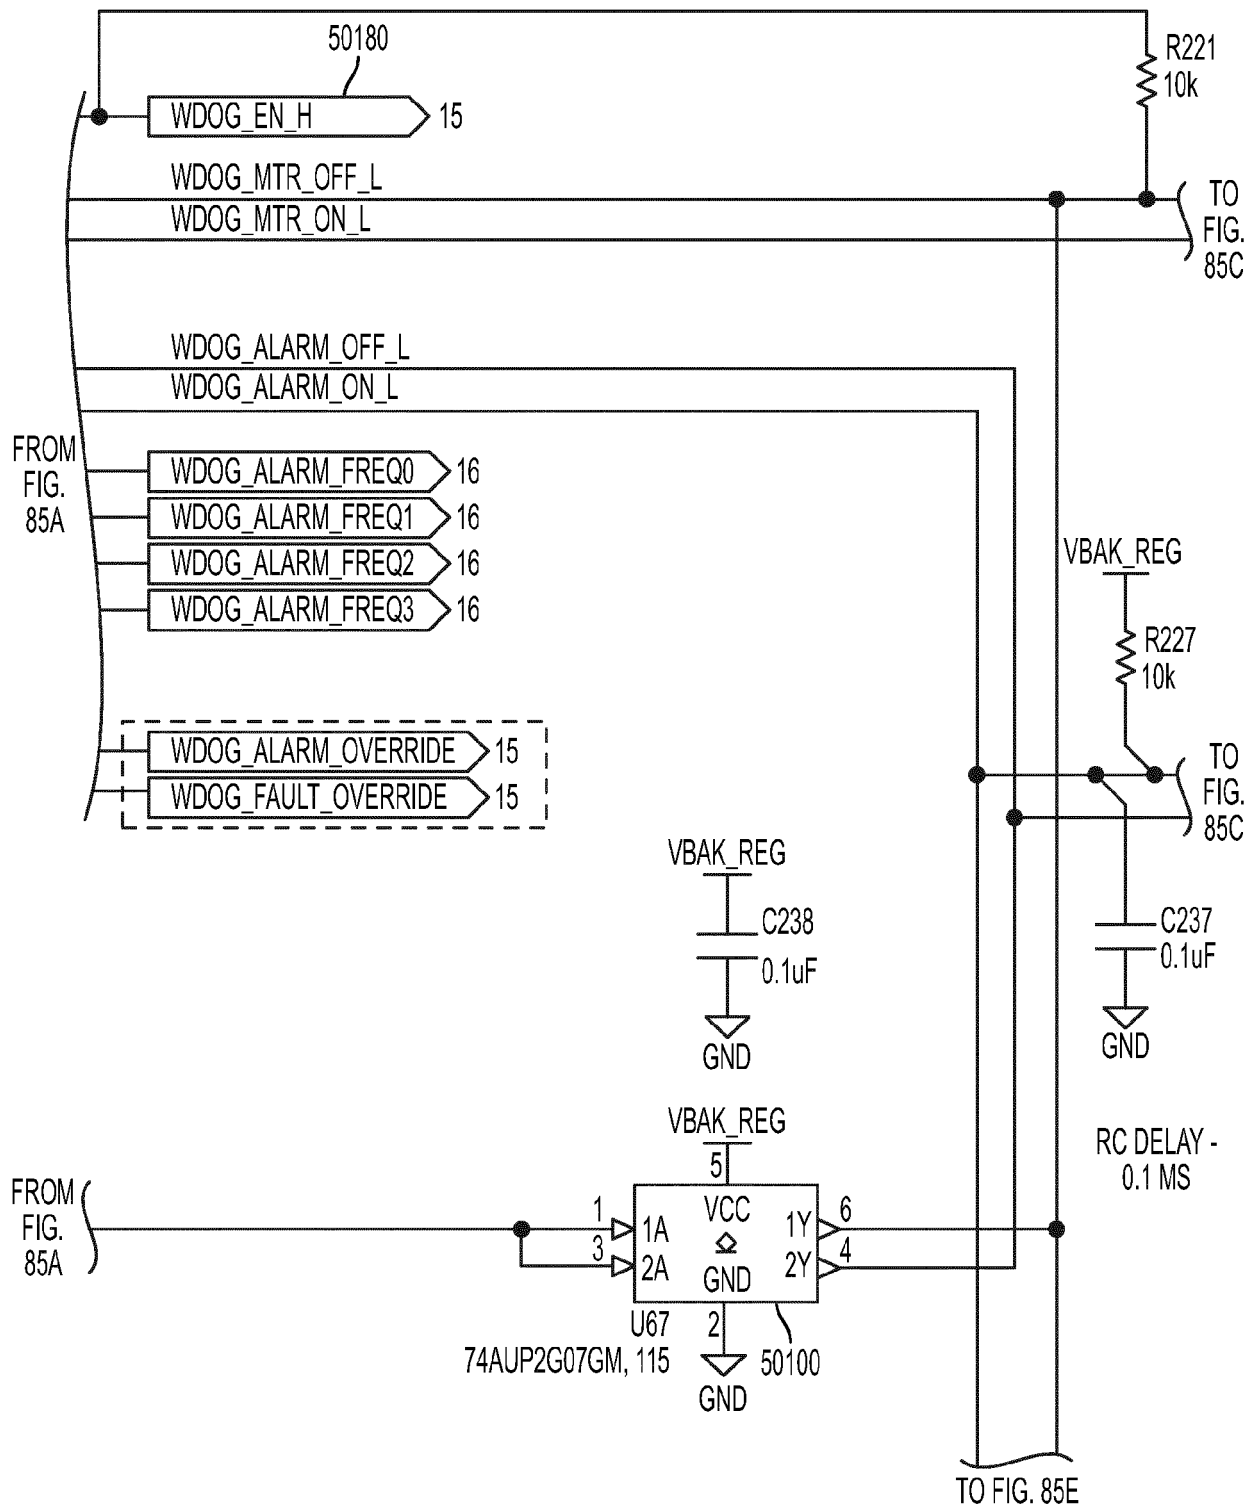 50180
R221
10k
WDOG_EN_H
15
WDOG_MTR_OFF_L
WDOG_MTR_ON_L
TO
FIG.
85C
WDOG_ALARM_OFF_L
WDOG_ALARM_ON_L
FROM
FIG.
85A
WDOG_ALARM_FREQ0
16
WDOG_ALARM_FREQ1
16
WDOG_ALARM_FREQ2
16
WDOG_ALARM_FREQ3
16
VBAK_REG
R227
10k
WDOG_ALARM_OVERRIDE
15
WDOG_FAULT_OVERRIDE
15
TO
FIG.
85C
VBAK_REG
C238
0.1uF
GND
C237
0.1uF
GND
RC DELAY -
0.1 MS
VBAK_REG
5
FROM
FIG.
85A
1
3
1A
2A
VCC
GND
1Y
2Y
6
4
U67
74AUP2G07GM, 115
2
GND
50100
TO FIG. 85E